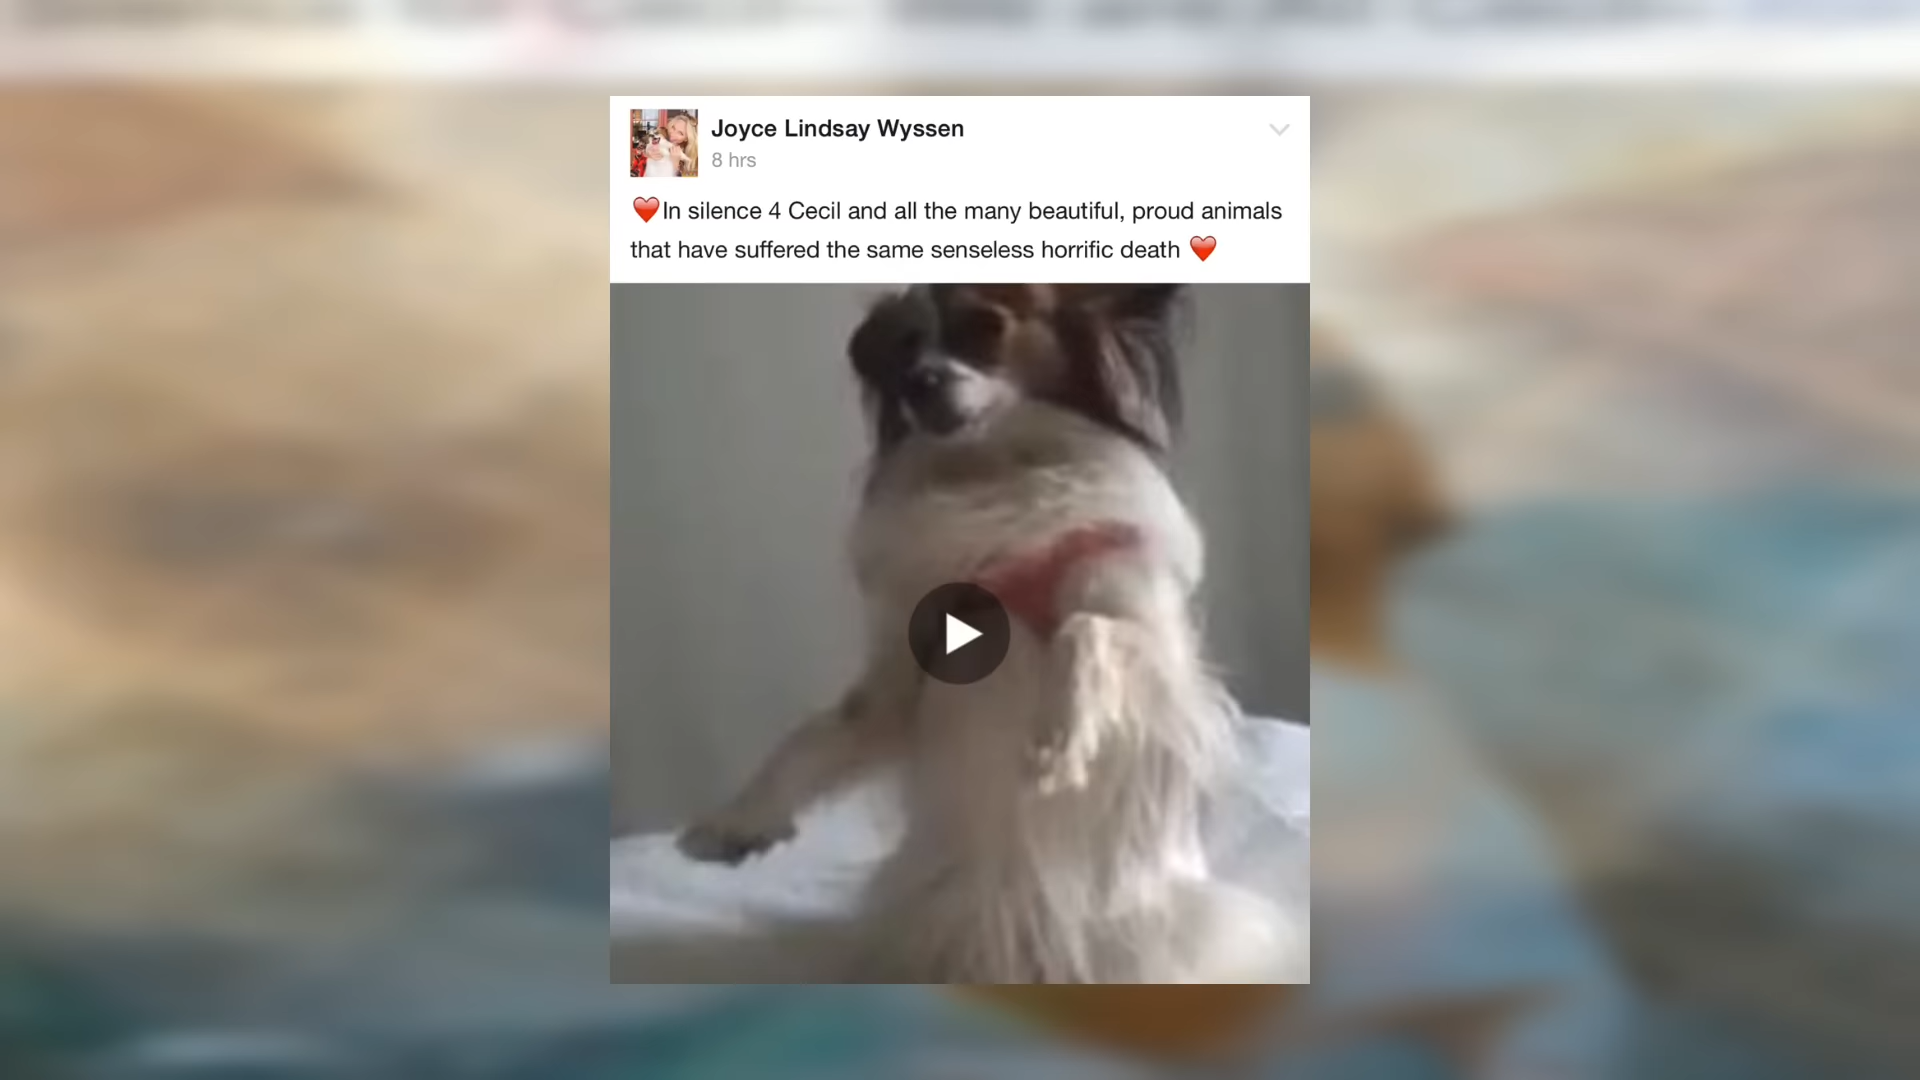 Joyce Lindsay Wyssen
8 hrs
❤️In silence 4 Cecil and all the many beautiful, proud animals
that have suffered the same senseless horrific death ❤️